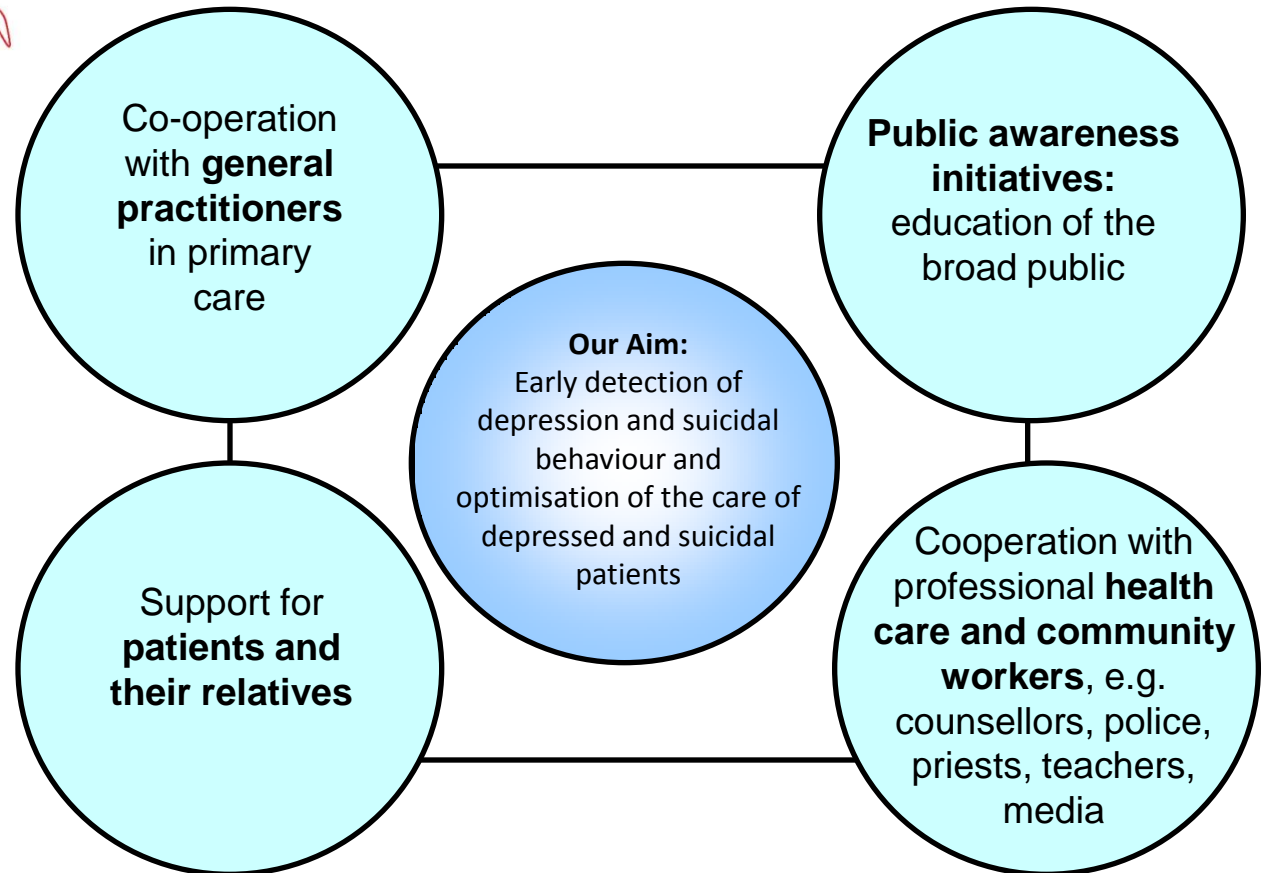 Co-operation
with general
practitioners
in primary
care
Public awareness
initiatives:
education of the
broad public
Our Aim:
Early detection of
depression and suicidal
behaviour and
optimisation of the care of
depressed and suicidal
patients
Support for
patients and
their relatives
Cooperation with
professional health
care and community
workers, e.g.
counsellors, police,
priests, teachers,
media